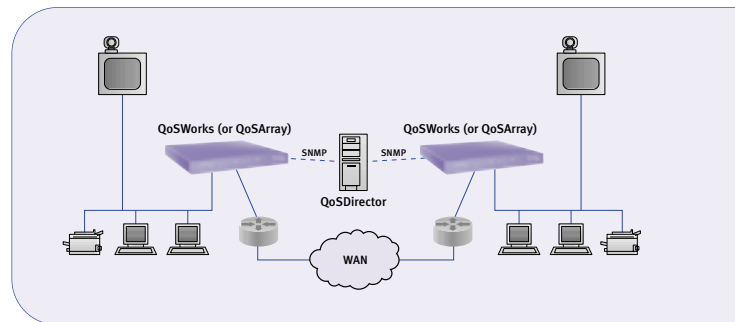 QoSWorks (or QoSArray)
QoSWorks (or QoSArray)
SNMP
SNMP
QoSDirector
WAN